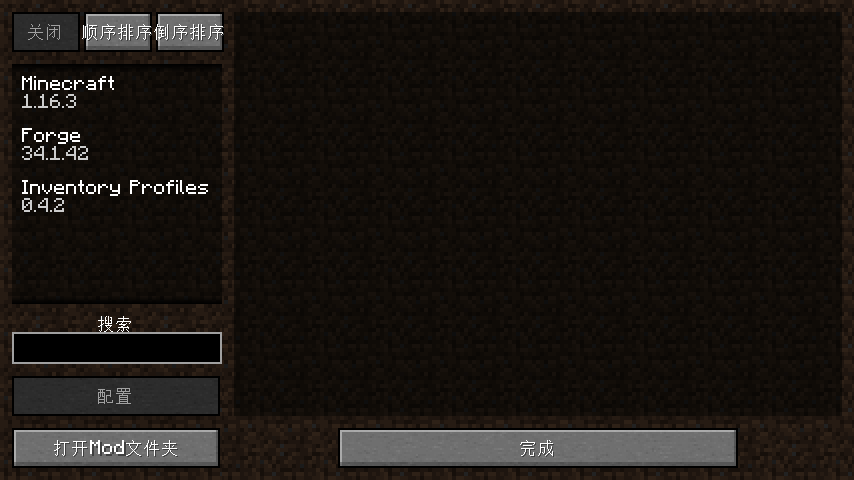 关闭 顺序排序 倒序排序
Minecraft
1.16.3
Forge
34.1.42
Inventory Profiles
0.4.2
搜索
配置
打开Mod文件夹 完成